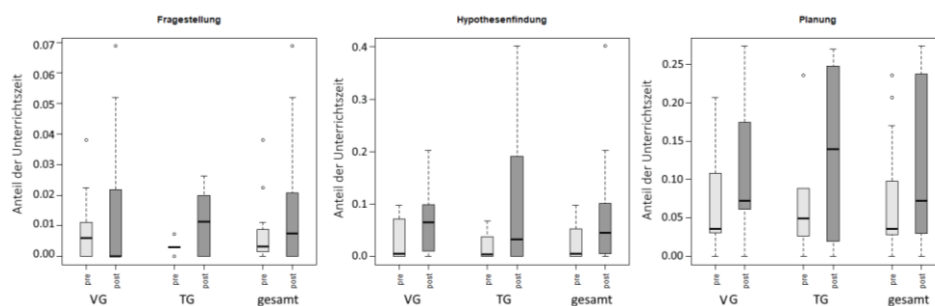 Fragestellung
Anteil der Unterrichtszeit
0.07
0.06
0.05
0.04
0.03
0.02
0.01
0.00
pre
post
pre
post
pre
post
VG
TG
gesamt
Hypothesenfindung
Anteil der Unterrichtszeit
0.4
0.3
0.2
0.1
0.0
pre
post
pre
post
pre
post
VG
TG
gesamt
Planung
Anteil der Unterrichtszeit
0.25
0.20
0.15
0.10
0.05
0.00
pre
post
pre
post
pre
post
VG
TG
gesamt